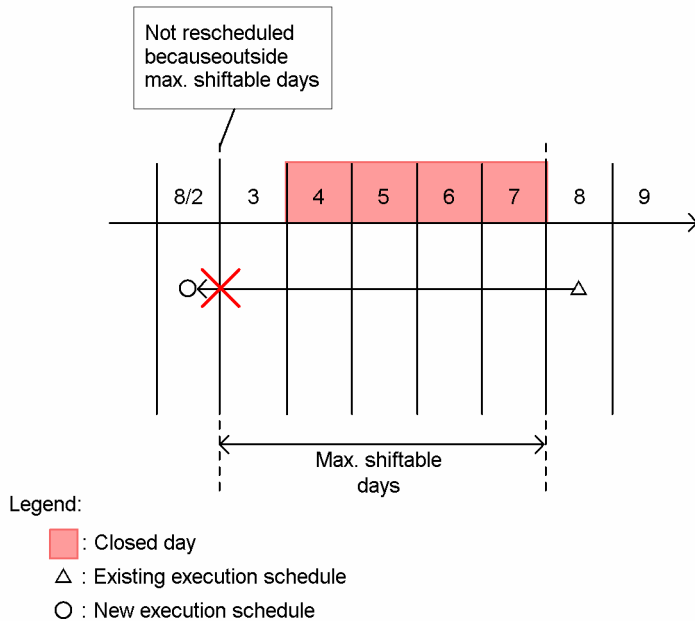 Not rescheduled
becauseoutside
max. shiftable days
8/2 3 4 5 6 7 8 9
Max. shiftable
days
Legend:
: Closed day
: Existing execution schedule
: New execution schedule